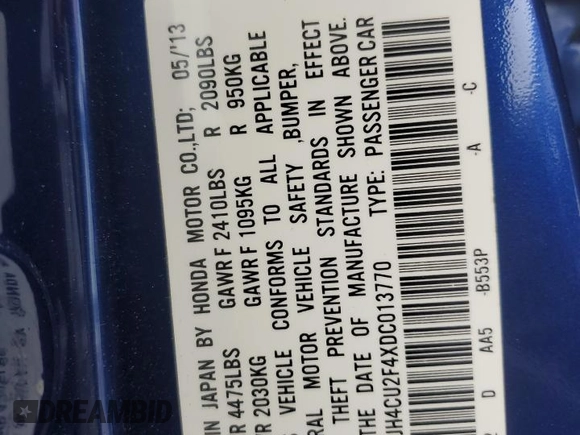 IN JAPAN BY HONDA MOTOR CO.,LTD; 05/'13
R 4475LBS GAWR F 2410LBS R 2090LBS
R 2030KG GAWR F 1095KG R 950KG
VEHICLE CONFORMS TO ALL APPLICABLE
RAL MOTOR VEHICLE SAFETY ,BUMPER,
THEFT PREVENTION STANDARDS IN EFFECT
THE DATE OF MANUFACTURE SHOWN ABOVE.
JH4CU2F4XDC013770 TYPE: PASSENGER CAR
D AA5 -B553P -A -C
DREAMBID